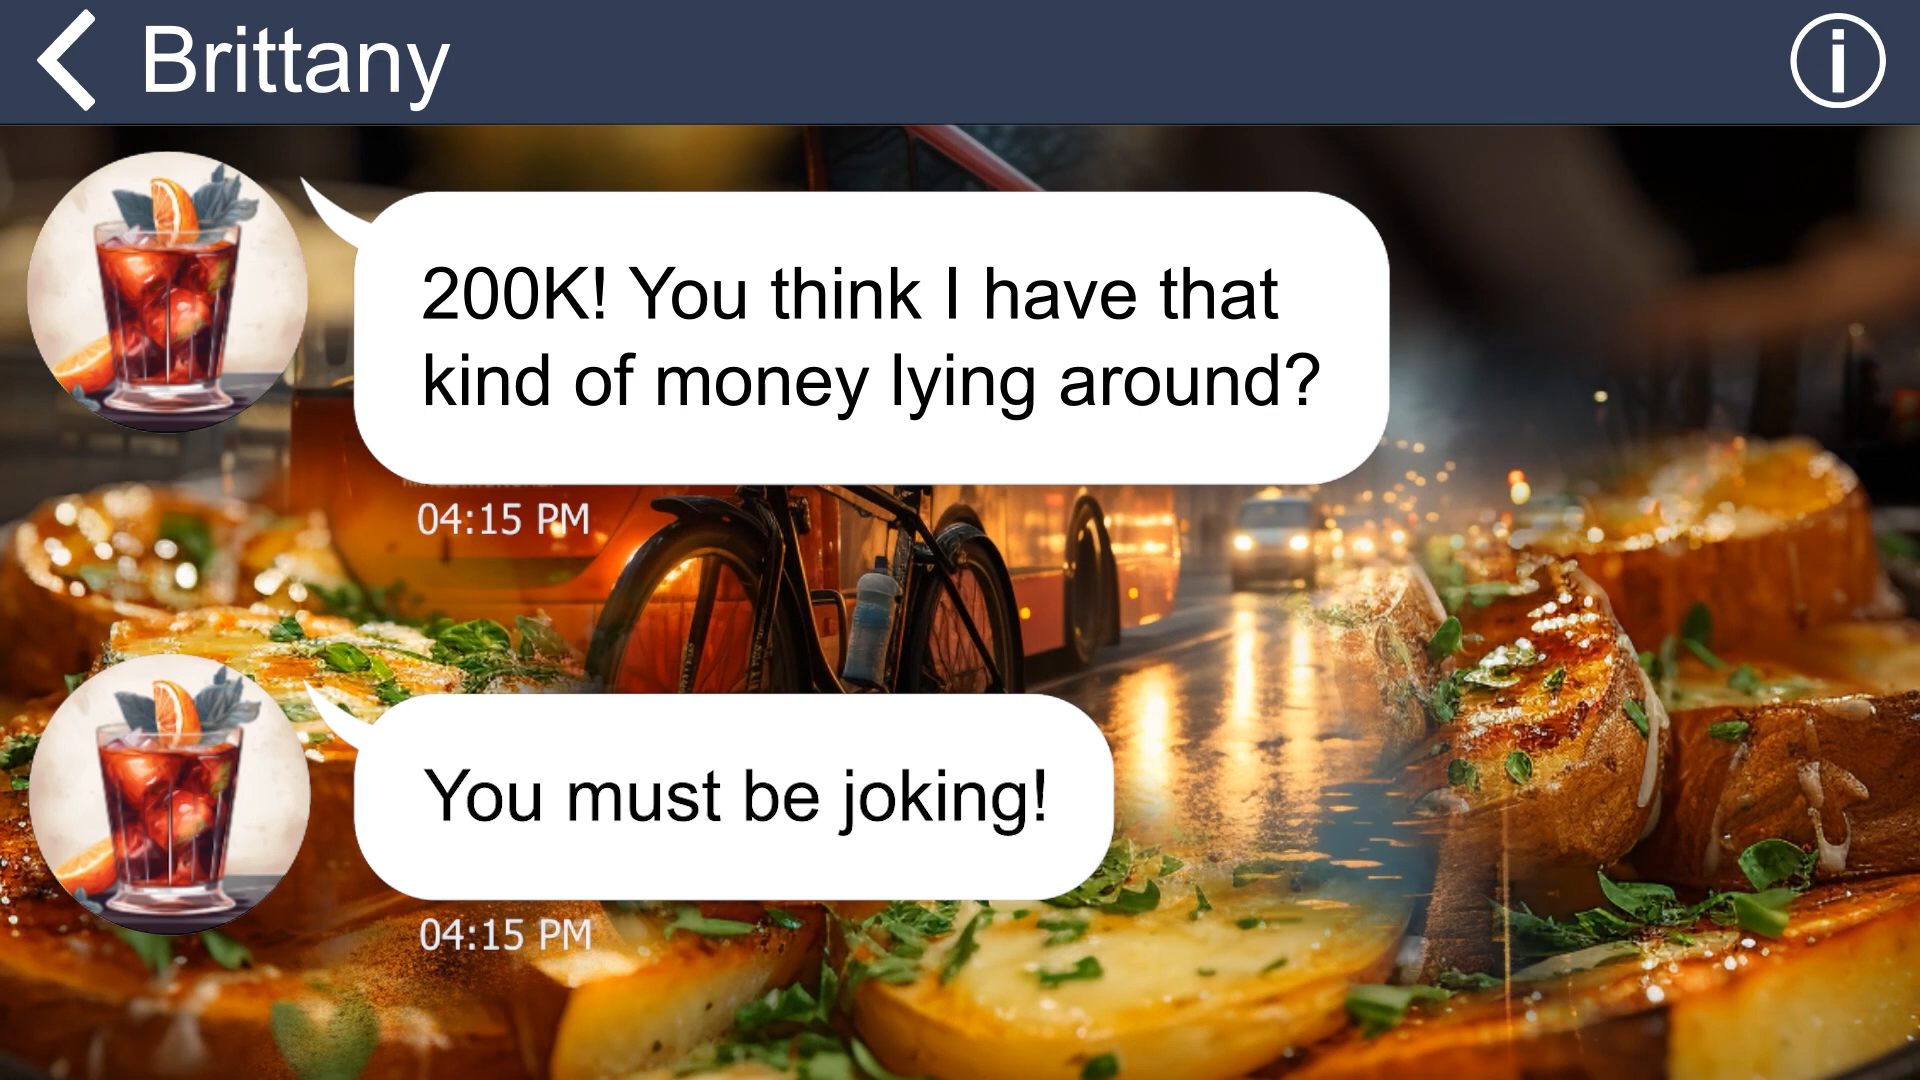 Brittany
200K! You think I have that
kind of money lying around?
04:15 PM
You must be joking!
04:15 PM